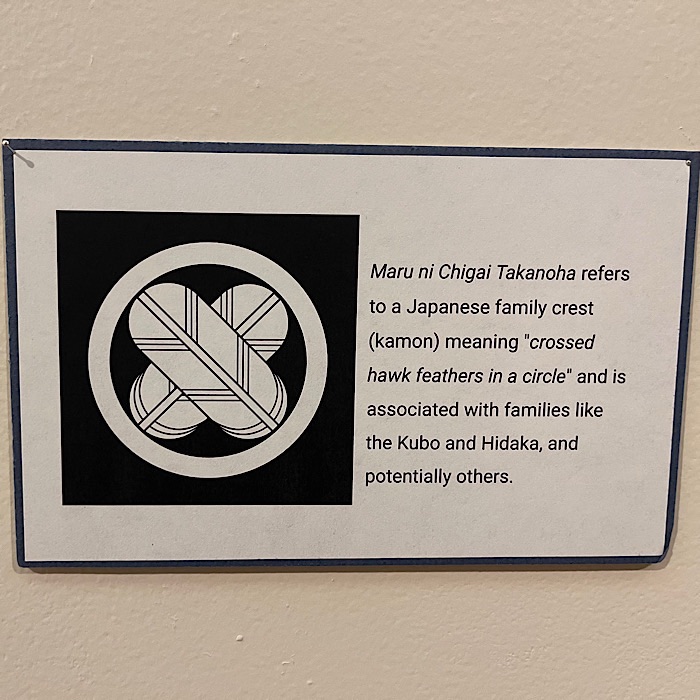 Maru ni Chigai Takanoha refers
to a Japanese family crest
(kamon) meaning "crossed
hawk feathers in a circle" and is
associated with families like
the Kubo and Hidaka, and
potentially others.